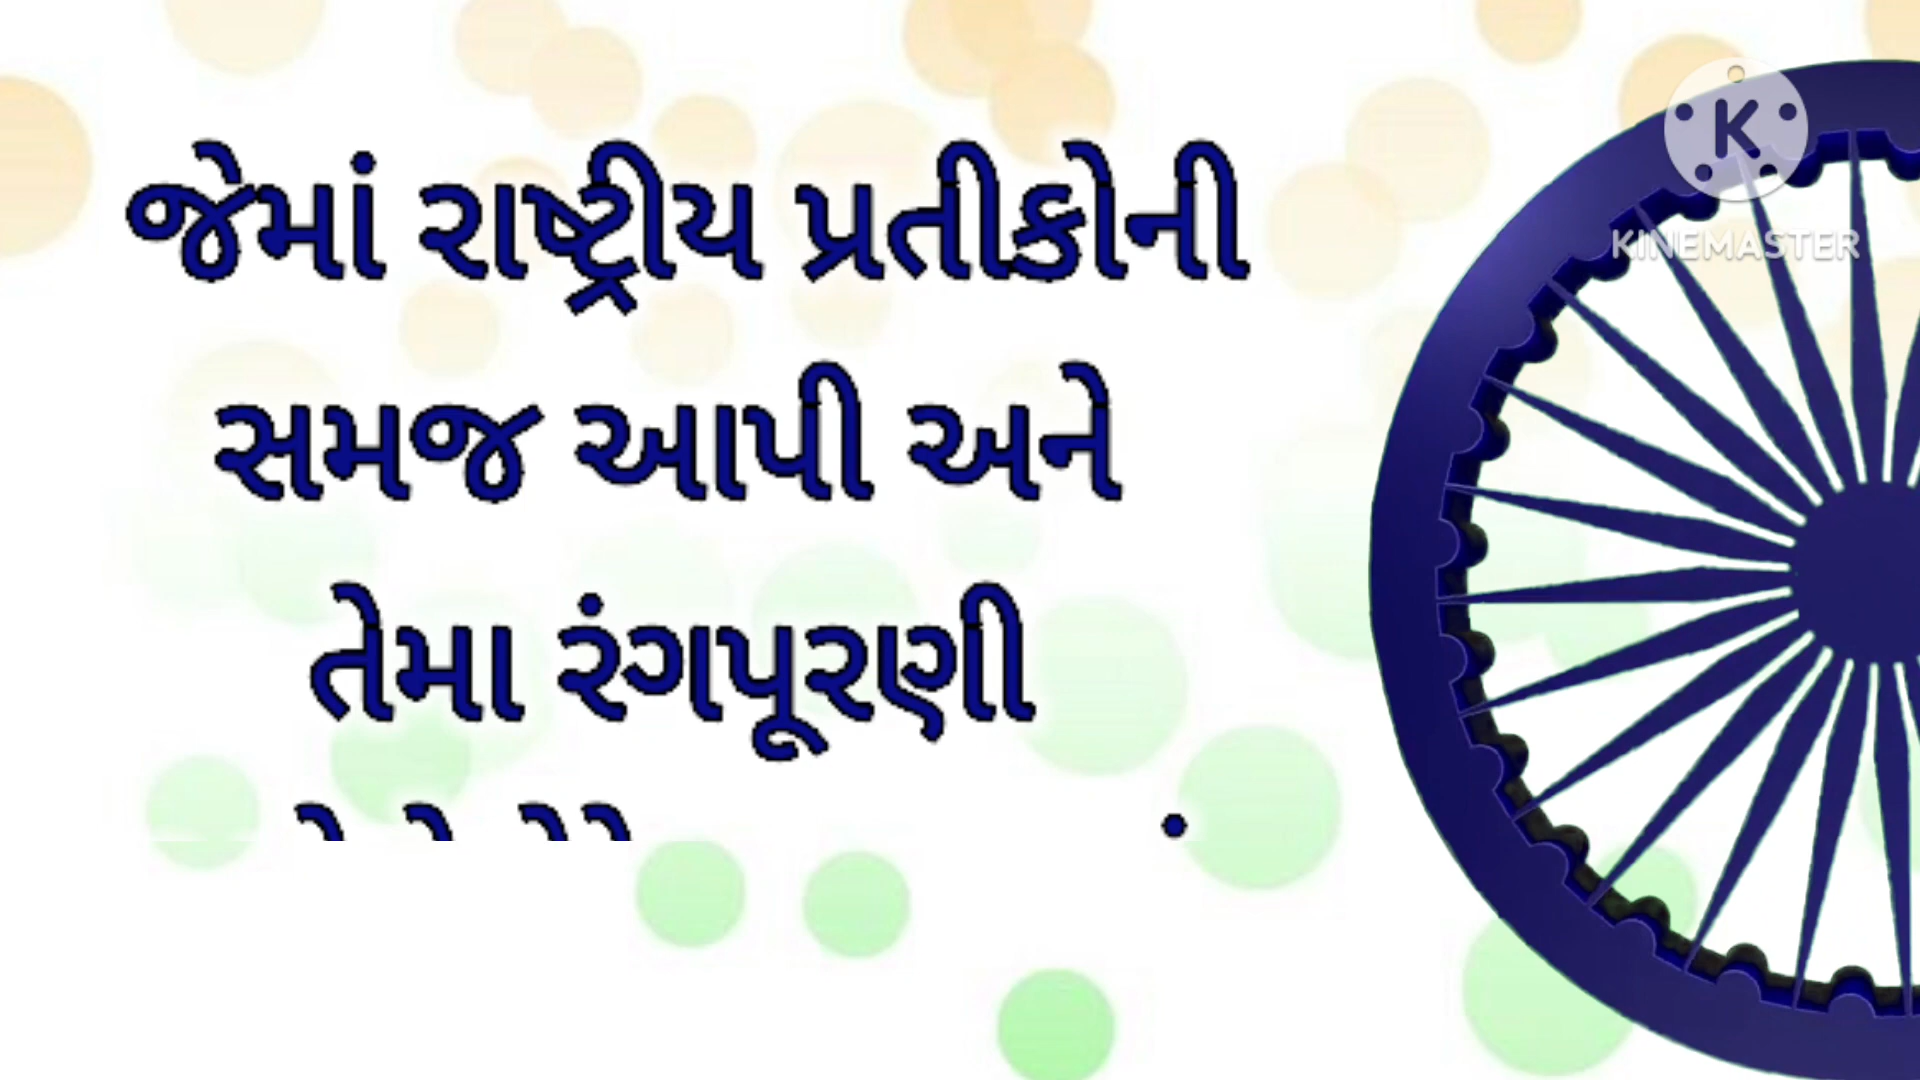 જેમાં રાષ્ટ્રીય પ્રતીકોની
સમજ આપી અને
તેમા રંગપૂરણી
K
KINEMASTER